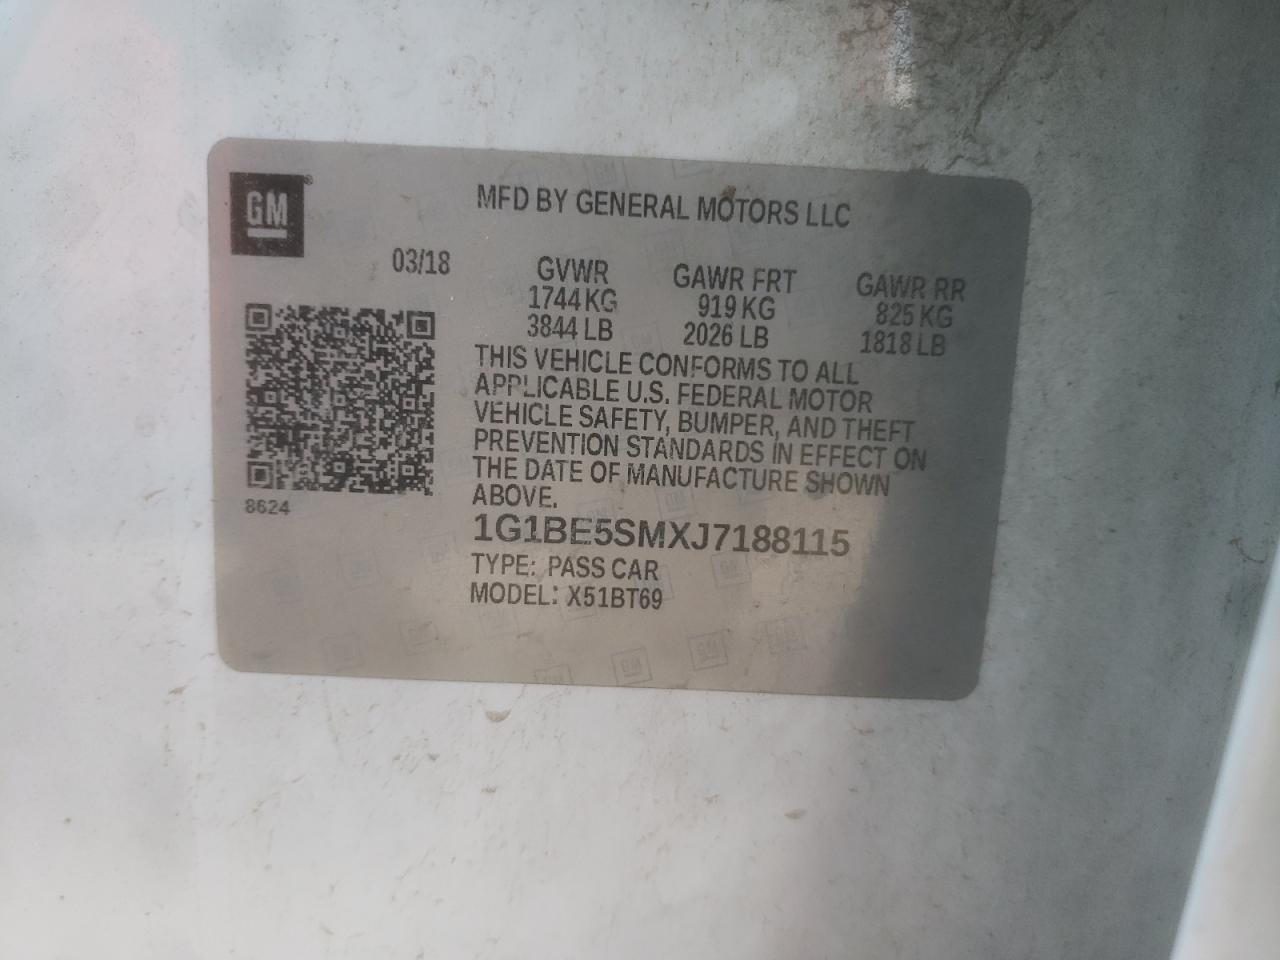 GM
MFD BY GENERAL MOTORS LLC
03/18
GVWR GAWR FRT GAWR RR
1744 KG 919 KG 825 KG
3844 LB 2026 LB 1818 LB
THIS VEHICLE CONFORMS TO ALL
APPLICABLE U.S. FEDERAL MOTOR
VEHICLE SAFETY, BUMPER, AND THEFT
PREVENTION STANDARDS IN EFFECT ON
THE DATE OF MANUFACTURE SHOWN
ABOVE.
8624
1G1BE5SMXJ7188115
TYPE: PASS CAR
MODEL: X51BT69